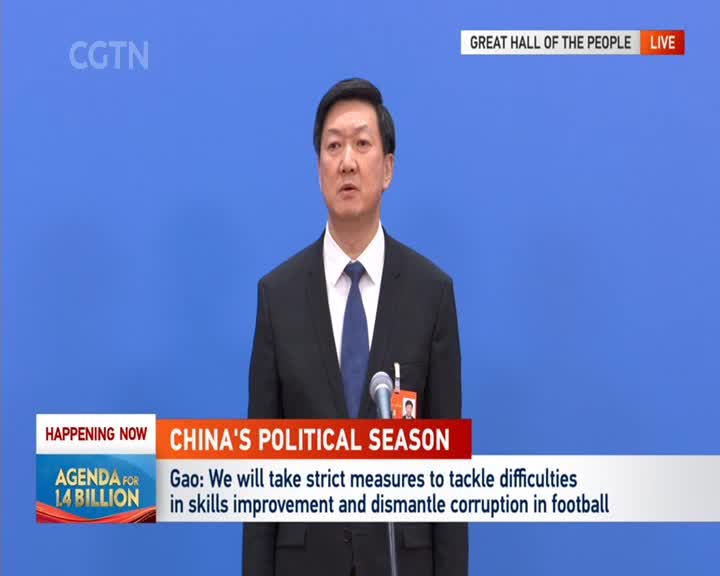 CGTN
GREAT HALL OF THE PEOPLE LIVE
HAPPENING NOW
CHINA'S POLITICAL SEASON
AGENDA FOR
1.4 BILLION
Gao: We will take strict measures to tackle difficulties
in skills improvement and dismantle corruption in football